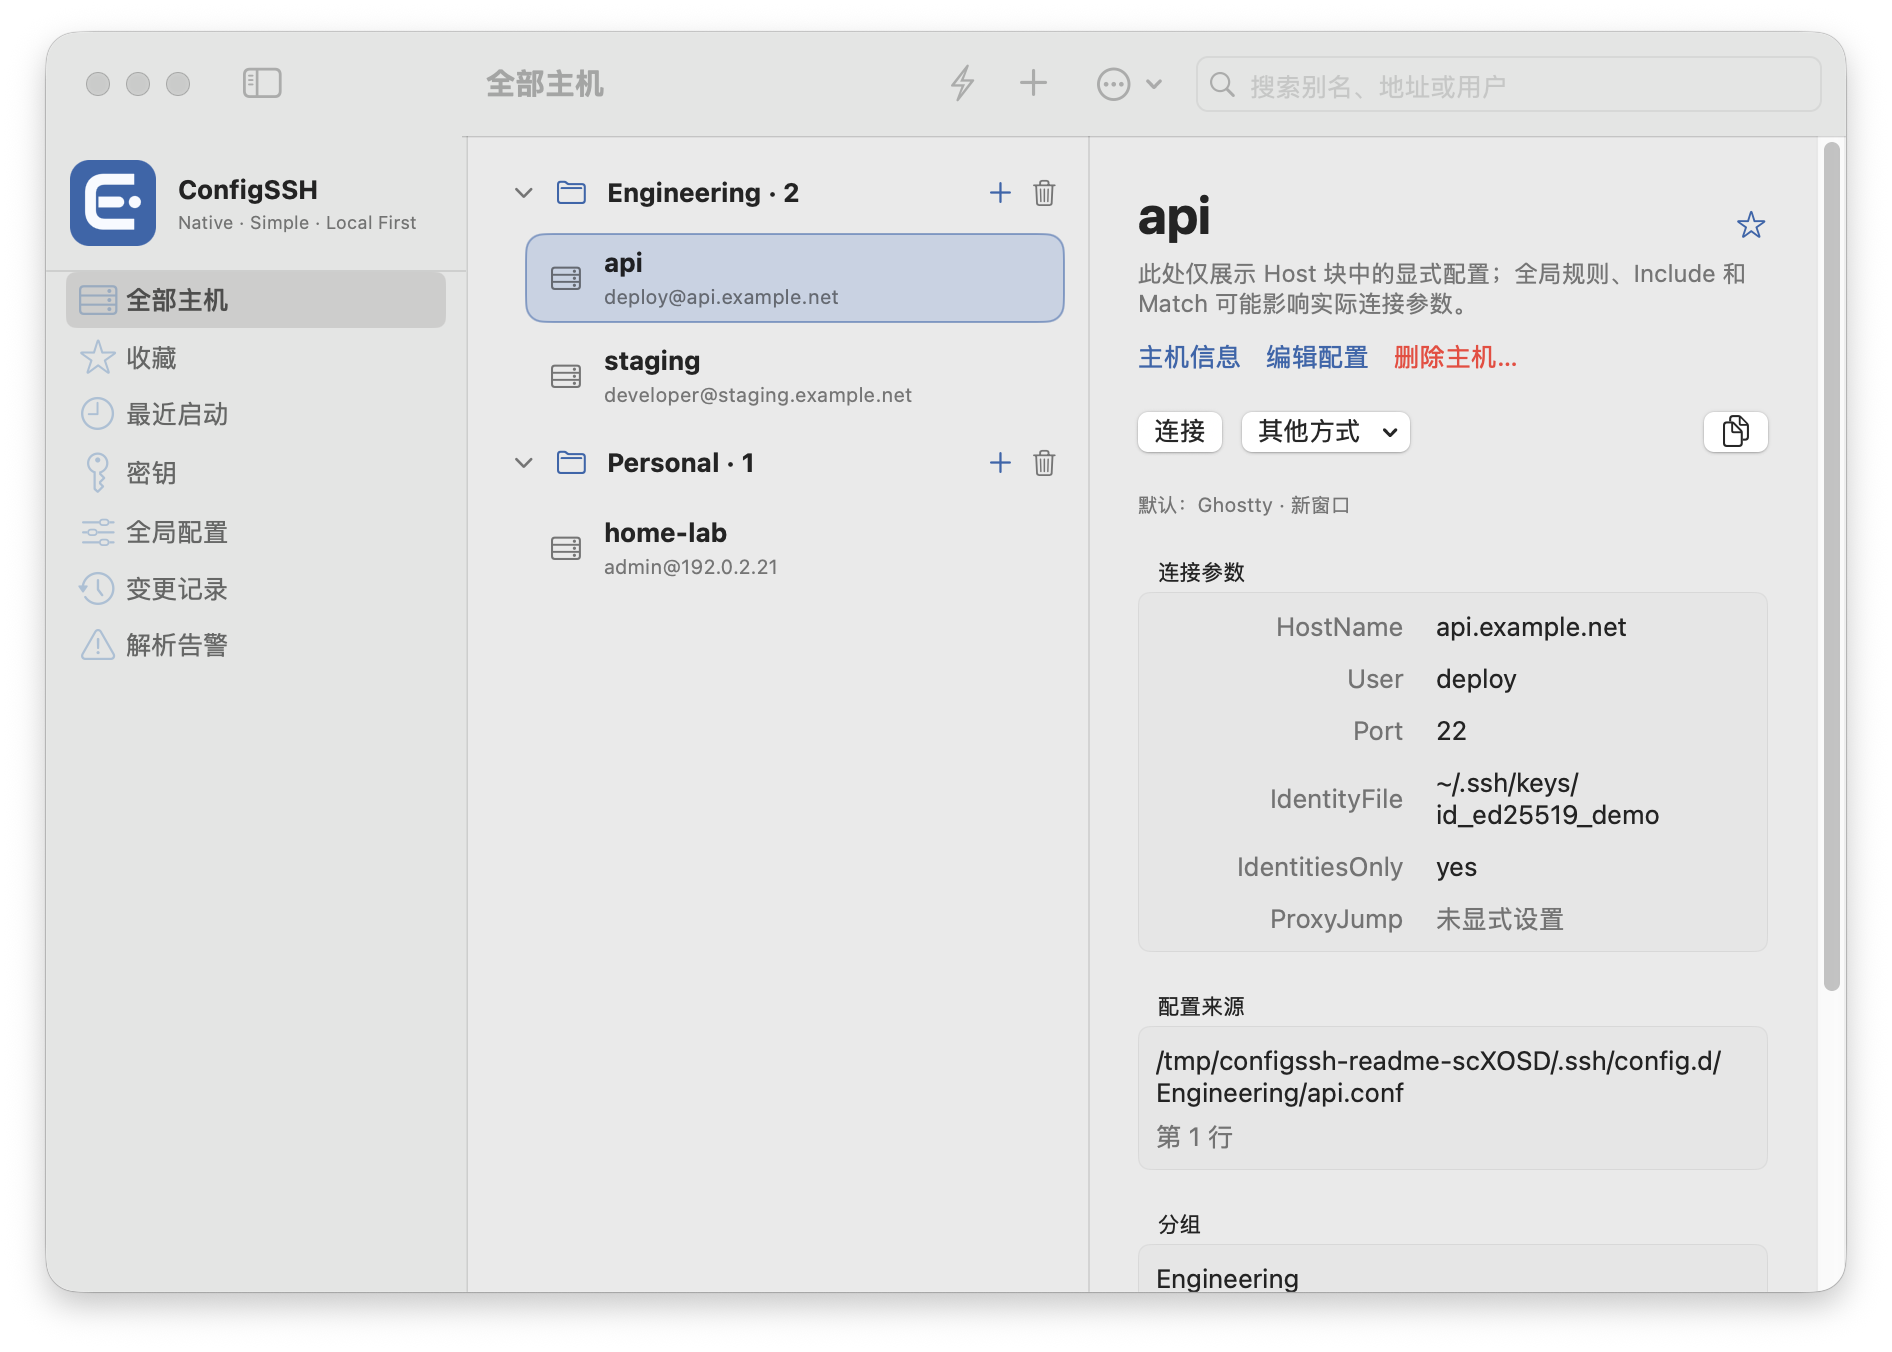 全部主机
搜索别名、地址或用户
ConfigSSH
Native · Simple · Local First
全部主机
收藏
最近启动
密钥
全局配置
变更记录
解析告警
Engineering · 2
api
deploy@api.example.net
staging
developer@staging.example.net
Personal · 1
home-lab
admin@192.0.2.21
api
此处仅展示 Host 块中的显式配置；全局规则、Include 和
Match 可能影响实际连接参数。
主机信息 编辑配置 删除主机...
连接 其他方式
默认：Ghostty · 新窗口
连接参数
HostName api.example.net
User deploy
Port 22
IdentityFile ~/.ssh/keys/
id_ed25519_demo
IdentitiesOnly yes
ProxyJump 未显式设置
配置来源
/tmp/configssh-readme-scXOSD/.ssh/config.d/
Engineering/api.conf
第 1 行
分组
Engineering